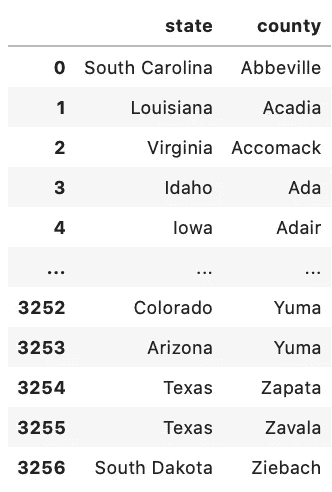 state county
0 South Carolina Abbeville
1 Louisiana Acadia
2 Virginia Accomack
3 Idaho Ada
4 Iowa Adair
... ... ...
3252 Colorado Yuma
3253 Arizona Yuma
3254 Texas Zapata
3255 Texas Zavala
3256 South Dakota Ziebach